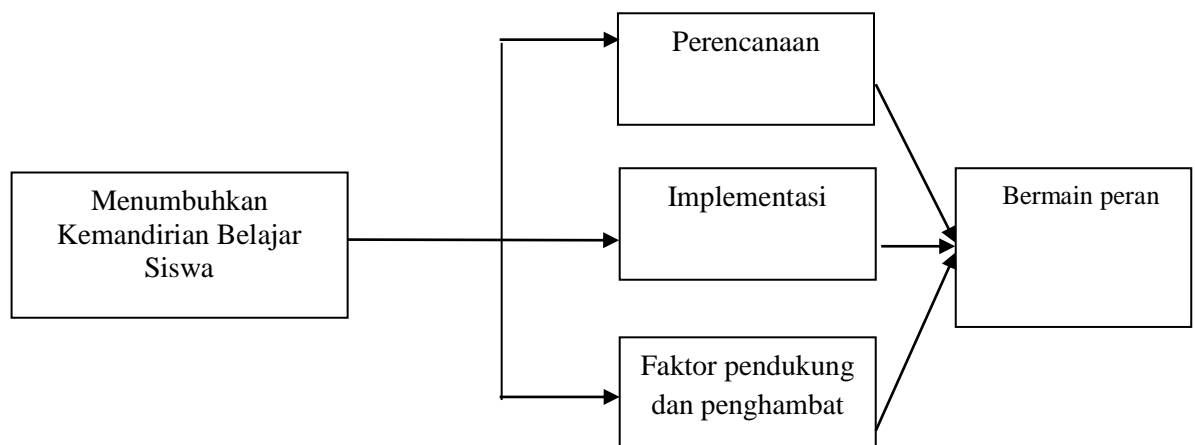 Perencanaan
Menumbuhkan
Kemandirian Belajar
Siswa
Implementasi
Bermain peran
Faktor pendukung
dan penghambat